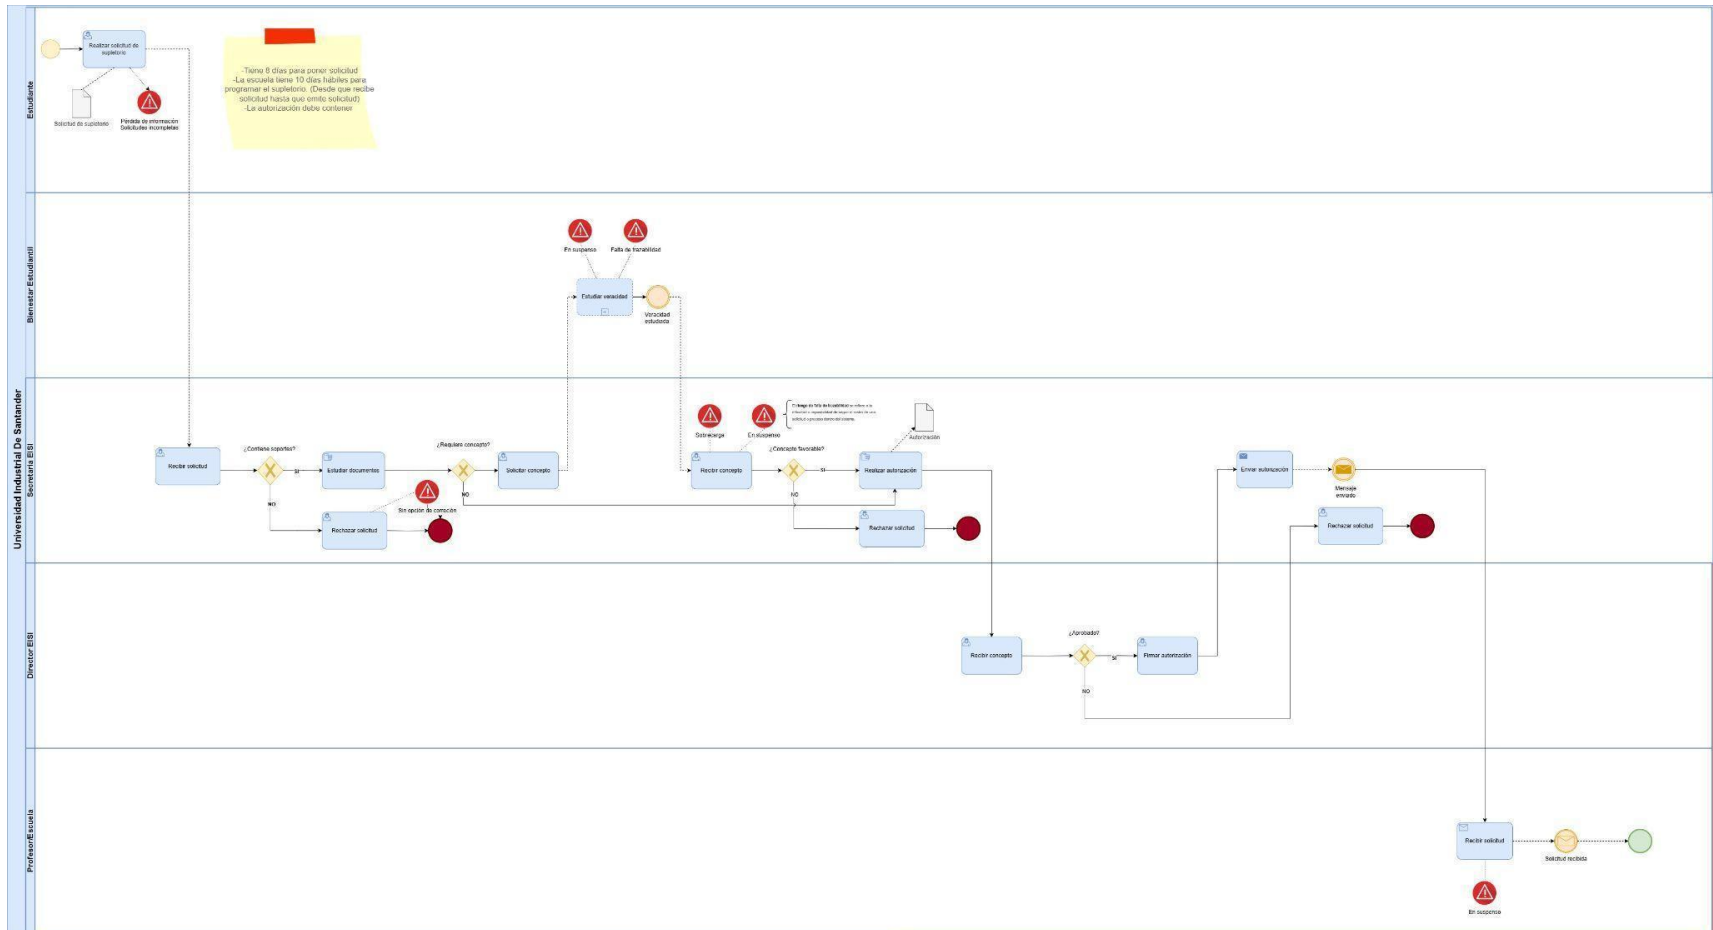 Universidad Industrial De Santander
Estudiante
Realizar solicitud de
supletorio
Solicitud de supletorio
Pérdida de información
Solicitudes incompletas
-Tiene 8 días para poner solicitud
-La escuela tiene 10 días hábiles para
programar el supletorio. (Desde que recibe
solicitud hasta que emite solicitud)
-La autorización debe contener
Bienestar Estudiantil
En suspenso
Falta de trazabilidad
Estudiar veracidad
Veracidad
estudiada
Secretaria EISI
Recibir solicitud
¿Contiene soportes?
SI
NO
Estudiar documentos
Rechazar solicitud
Sin opción de
¿Requiere concepto?
NO
Solicitar concepto
Sobrecarga
En suspenso
Recibir concepto
¿Concepto favorable?
SI
NO
Autorización
Realizar autorización
Rechazar solicitud
Enviar autorización
Mensaje
enviado
Rechazar solicitud
Director EISI
Recibir concepto
¿Aprobado?
SI
NO
Firmar autorización
Profesor/Escuela
Recibir solicitud
Solicitud recibida
En suspenso